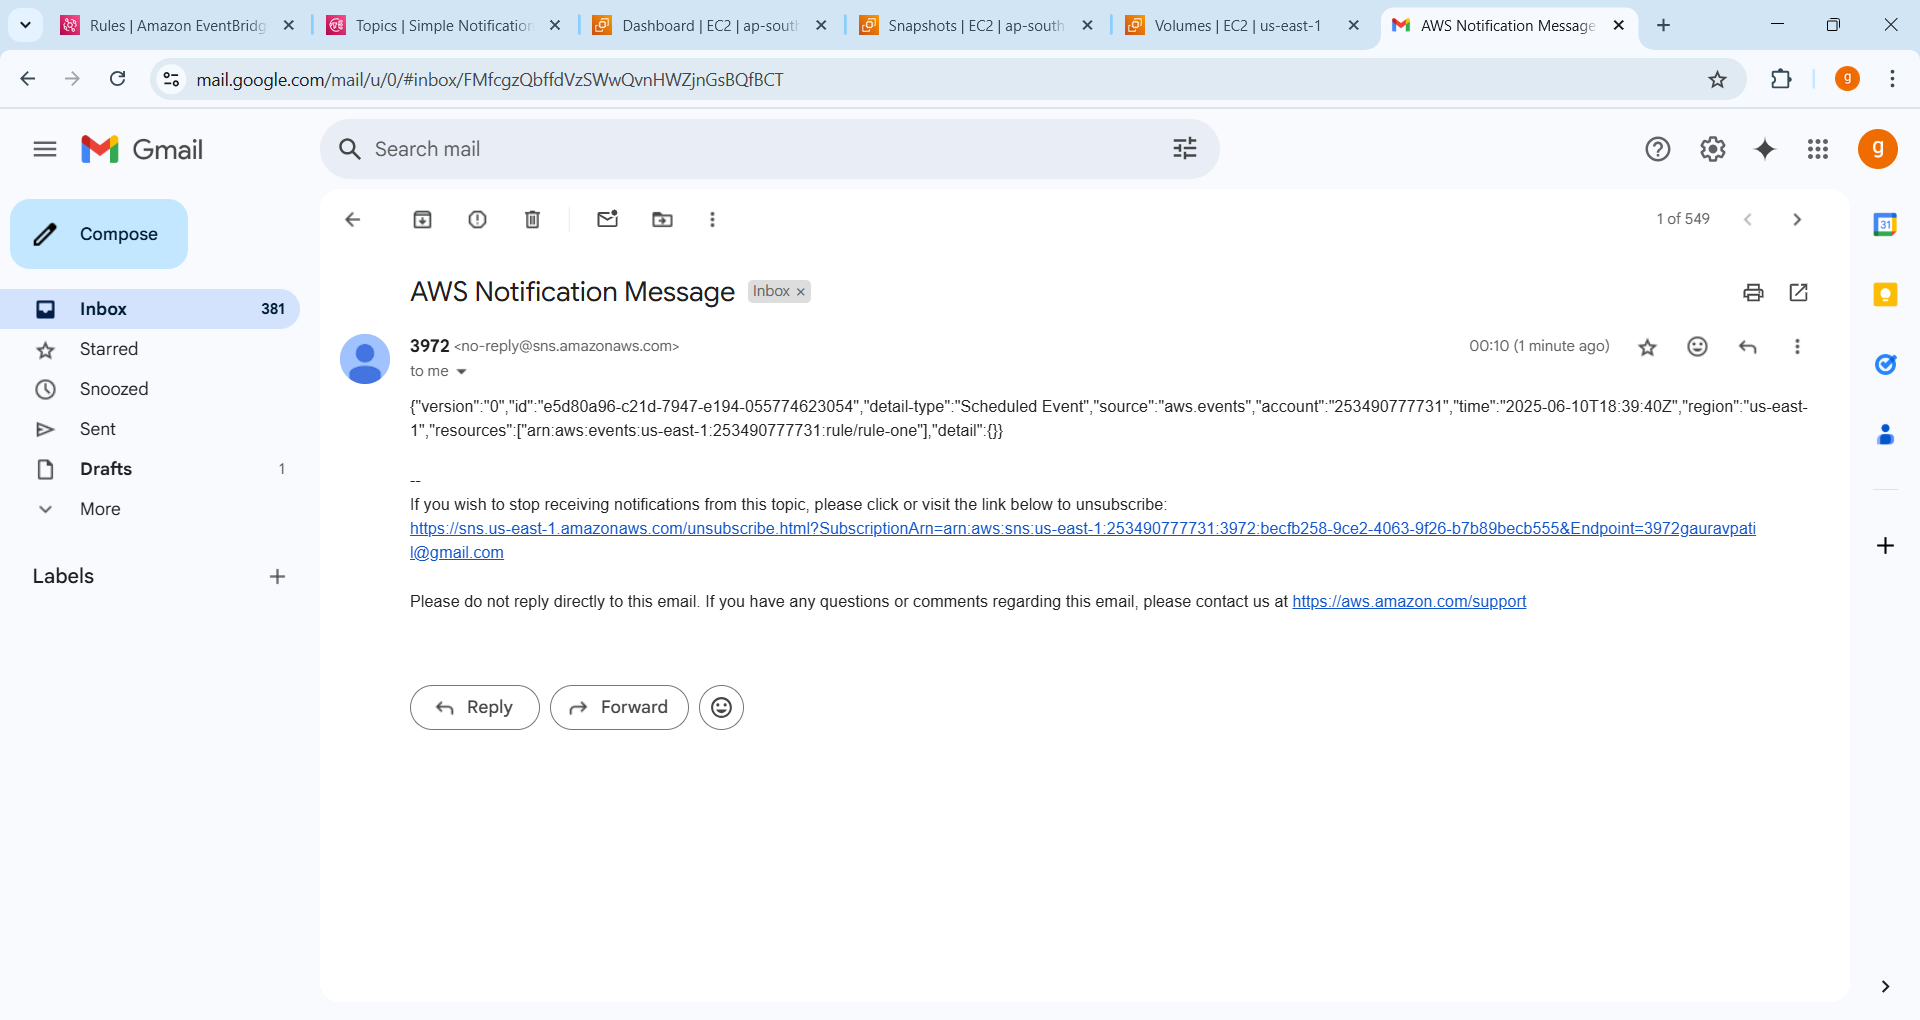 Rules | Amazon EventBridg
Topics | Simple Notification
Dashboard | EC2 | ap-sout
Snapshots | EC2 | ap-south
Volumes | EC2 | us-east-1
AWS Notification Message
mail.google.com/mail/u/0/#inbox/FMfcgzQbffdVzSWwQvnHWZjnGsBQfBCT
g
Gmail
Search mail
g
Compose
1 of 549
31
AWS Notification Message Inbox ×
Inbox 381
Starred
Snoozed
Sent
Drafts 1
More
Labels
3972 <no-reply@sns.amazonaws.com>
00:10 (1 minute ago)
to me
{"version":"0","id":"e5d80a96-c21d-7947-e194-055774623054","detail-type":"Scheduled Event","source":"aws.events","account":"253490777731","time":"2025-06-10T18:39:40Z","region":"us-east-
1","resources":["arn:aws:events:us-east-1:253490777731:rule/rule-one"],"detail":{}}
--
If you wish to stop receiving notifications from this topic, please click or visit the link below to unsubscribe:
https://sns.us-east-1.amazonaws.com/unsubscribe.html?SubscriptionArn=arn:aws:sns:us-east-1:253490777731:3972:becfb258-9ce2-4063-9f26-b7b89becb555&Endpoint=3972gauravpati
l@gmail.com
Please do not reply directly to this email. If you have any questions or comments regarding this email, please contact us at https://aws.amazon.com/support
Reply
Forward